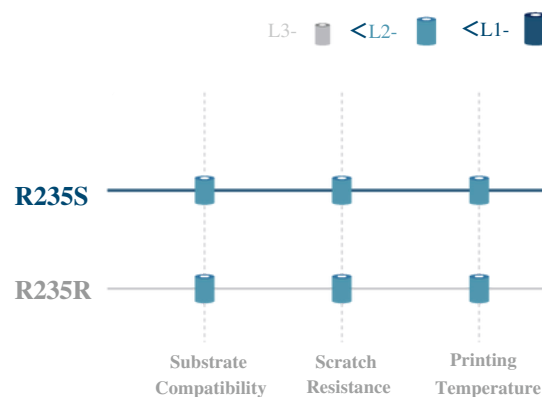 L3- <L2- <L1-
R235S
R235R
Substrate Compatibility
Scratch Resistance
Printing Temperature